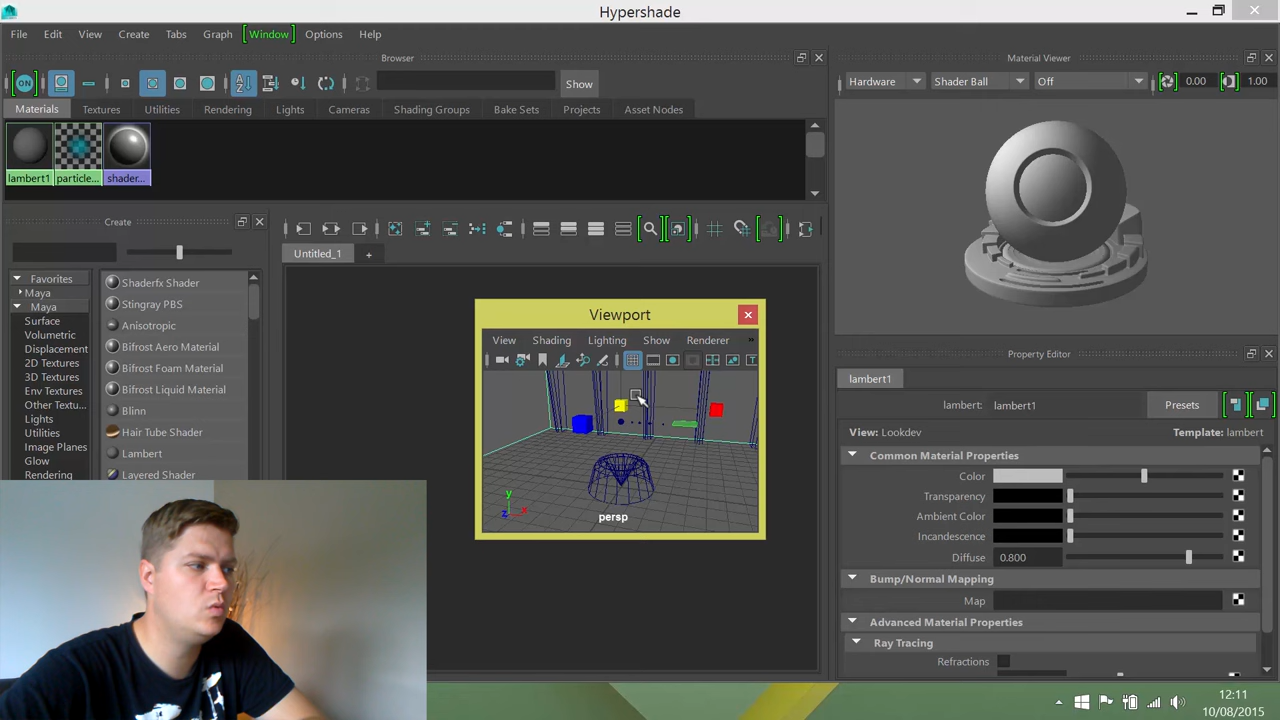 Hypershade
File Edit View Create Tabs Graph [Window] Options Help
Browser
ON
Show
Materials Textures Utilities Rendering Lights Cameras Shading Groups Bake Sets Projects Asset Nodes
lambert1 particle... shader...
Create
Untitled_1 +
Favorites
Maya
Maya
Surface
Volumetric
Displacement
2D Textures
3D Textures
Env Textures
Other Textu...
Lights
Utilities
Image Planes
Glow
Rendering
Shaderfx Shader
Stingray PBS
Anisotropic
Bifrost Aero Material
Bifrost Foam Material
Bifrost Liquid Material
Blinn
Hair Tube Shader
Lambert
Layered Shader
Viewport
View Shading Lighting Show Renderer »
y
z x
persp
Material Viewer
Hardware Shader Ball Off 0.00 1.00
Property Editor
lambert1
lambert: lambert1 Presets
View: Lookdev Template: lambert
Common Material Properties
Color
Transparency
Ambient Color
Incandescence
Diffuse 0.800
Bump/Normal Mapping
Map
Advanced Material Properties
Ray Tracing
Refractions
12:11
10/08/2015